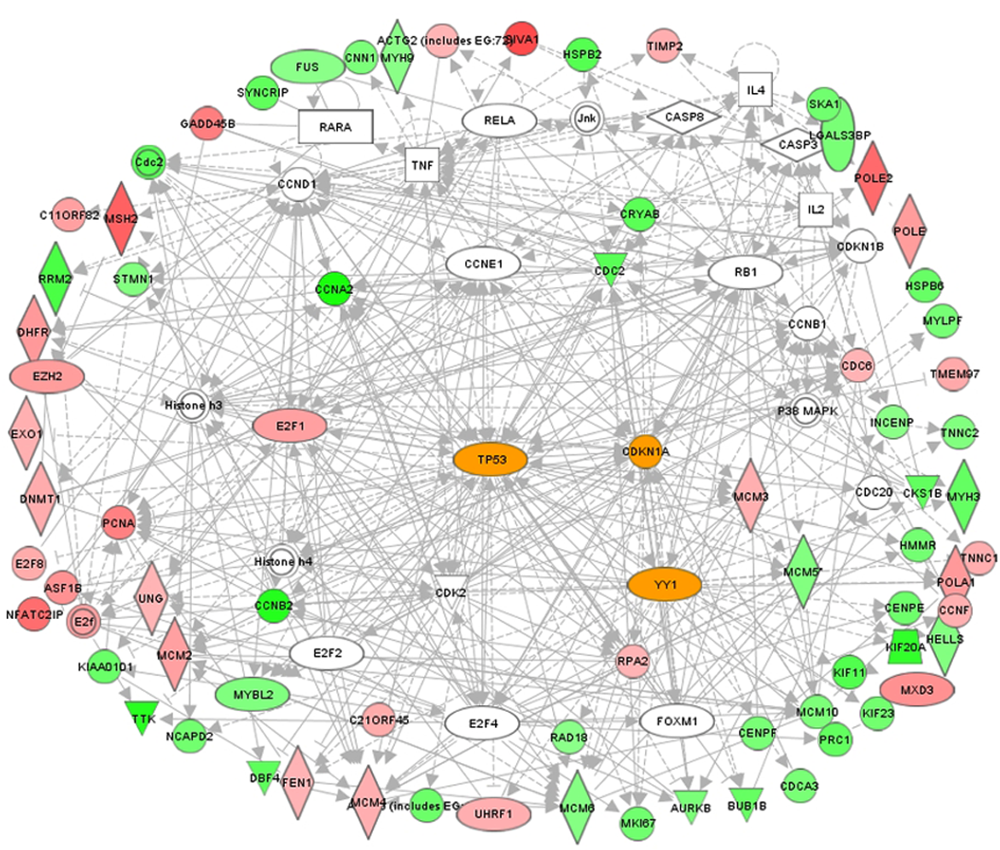 ACTG2 (includes EG:72)
SIVA1
HSPB2
TIMP2
FUS
CNN1
MYH9
SYNCRIP
IL4
SKA1
GADD45B
RARA
RELA
Jnk
CASP8
CASP3
LGALS3BP
Cdc2
TNF
CCND1
POLE2
C11ORF82
MSH2
CRYAB
IL2
POLE
CDKN1B
RRM2
STMN1
CCNA2
CCNE1
CDC2
RB1
HSPB6
DHFR
CCNB1
MYLPF
EZH2
CDC6
TMEM97
Histone h3
E2F1
P38 MAPK
INCENP
TNNC2
EXO1
TP53
CDKN1A
DNMT1
MCM3
CDC20
CKS1B
MYH3
PCNA
HMMR
E2F8
Histone h4
TNNC1
ASF1B
UNG
CDK2
YY1
MCM5*
POLA1
NFATC2IP
E2f
CCNB2
CENPE
CCNF
KIAA0101
MCM2
E2F2
RPA2
KIF20A
HELLS
KIF11
MYBL2
MXD3
TTK
C21ORF45
E2F4
FOXM1
MCM10
KIF23
NCAPD2
RAD18
CENPF
PRC1
DBF4
FEN1
CDCA3
MCM4
(includes EG:
UHRF1
MCM6
MKI67
AURKB
BUB1B